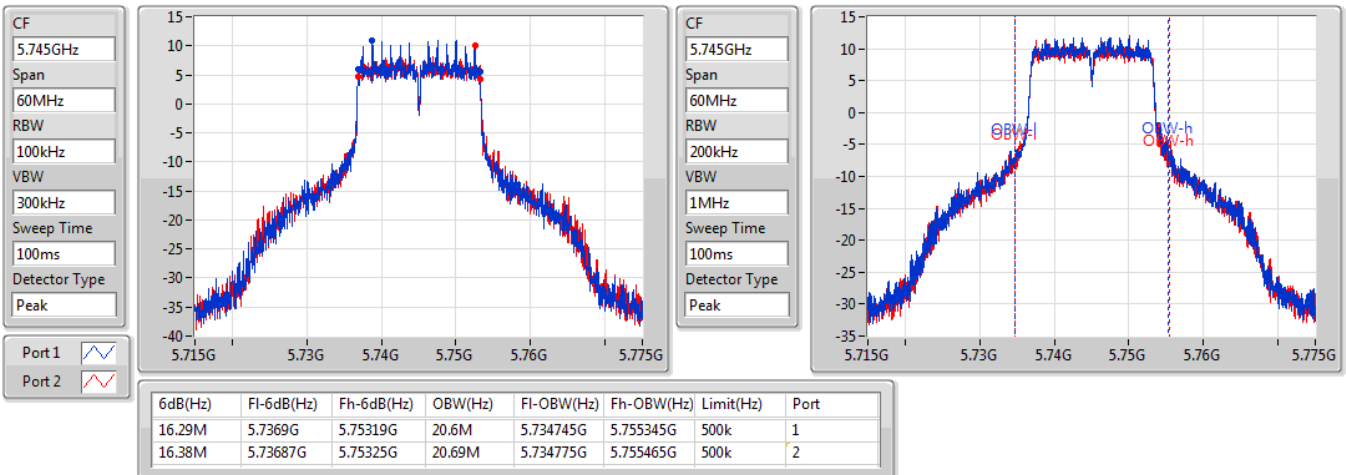 CF
5.745GHz
Span
60MHz
RBW
100kHz
VBW
300kHz
Sweep Time
100ms
Detector Type
Peak
Port 1
Port 2
15
10
5
0
-5
-10
-15
-20
-25
-30
-35
-40
5.715G 5.73G 5.74G 5.75G 5.76G 5.775G
CF
5.745GHz
Span
60MHz
RBW
200kHz
VBW
1MHz
Sweep Time
100ms
Detector Type
Peak
15
10
5
0
-5
-10
-15
-20
-25
-30
-35
OBW-l
OBW-l
OBW-h
OBW-h
5.715G 5.73G 5.74G 5.75G 5.76G 5.775G
6dB(Hz) Fl-6dB(Hz) Fh-6dB(Hz) OBW(Hz) Fl-OBW(Hz) Fh-OBW(Hz) Limit(Hz) Port
16.29M 5.7369G 5.75319G 20.6M 5.734745G 5.755345G 500k 1
16.38M 5.73687G 5.75325G 20.69M 5.734775G 5.755465G 500k 2